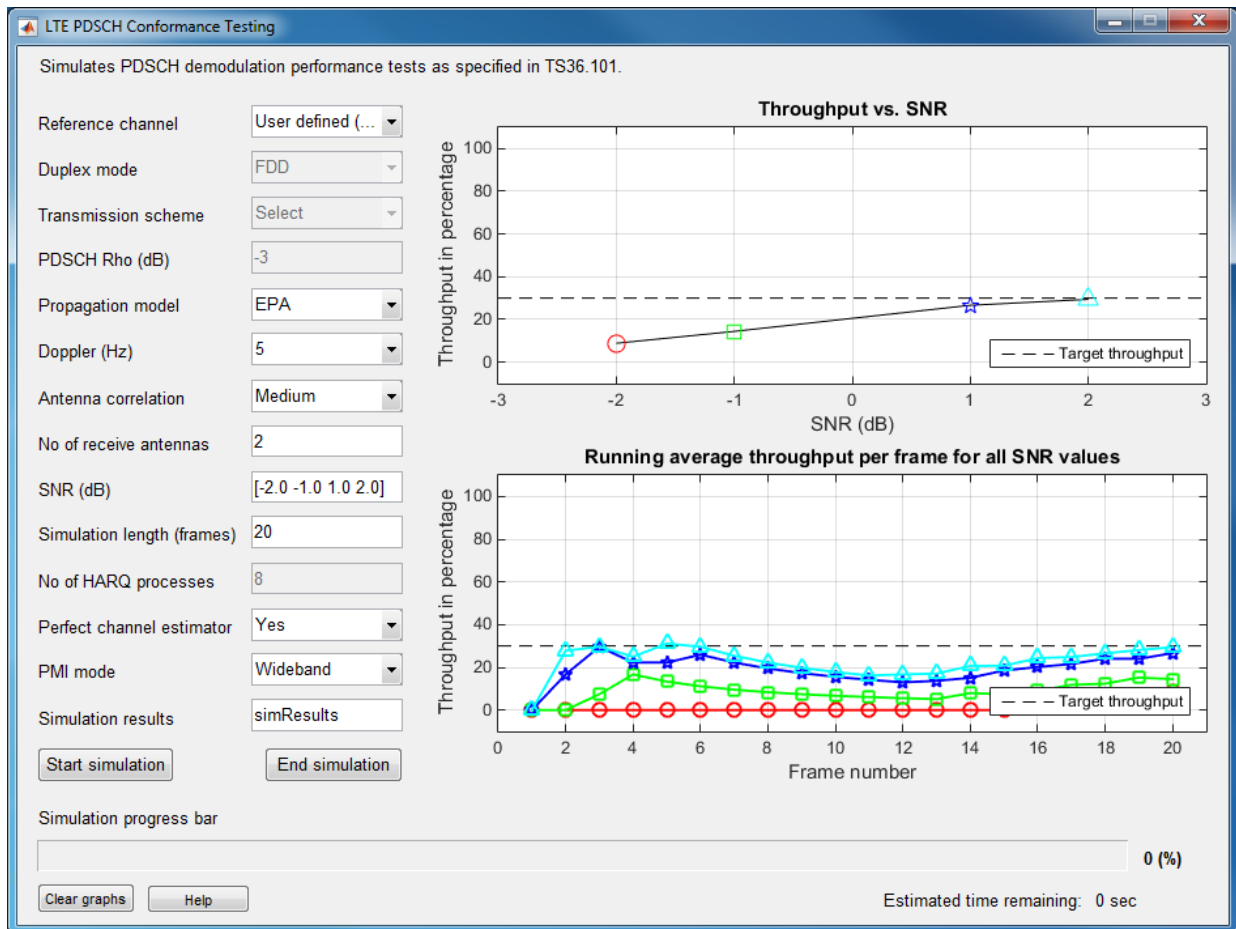 LTE PDSCH Conformance Testing
Simulates PDSCH demodulation performance tests as specified in TS36.101.
Reference channel User defined (...
Duplex mode FDD
Transmission scheme Select
PDSCH Rho (dB) -3
Propagation model EPA
Doppler (Hz) 5
Antenna correlation Medium
No of receive antennas 2
SNR (dB) [-2.0 -1.0 1.0 2.0]
Simulation length (frames) 20
No of HARQ processes 8
Perfect channel estimator Yes
PMI mode Wideband
Simulation results simResults
Start simulation End simulation
Throughput vs. SNR
Throughput in percentage
100
80
60
40
20
0
-3 -2 -1 0 1 2 3
SNR (dB)
Target throughput
Running average throughput per frame for all SNR values
Throughput in percentage
100
80
60
40
20
0
0 2 4 6 8 10 12 14 16 18 20
Frame number
Target throughput
Simulation progress bar
0 (%)
Clear graphs Help
Estimated time remaining: 0 sec